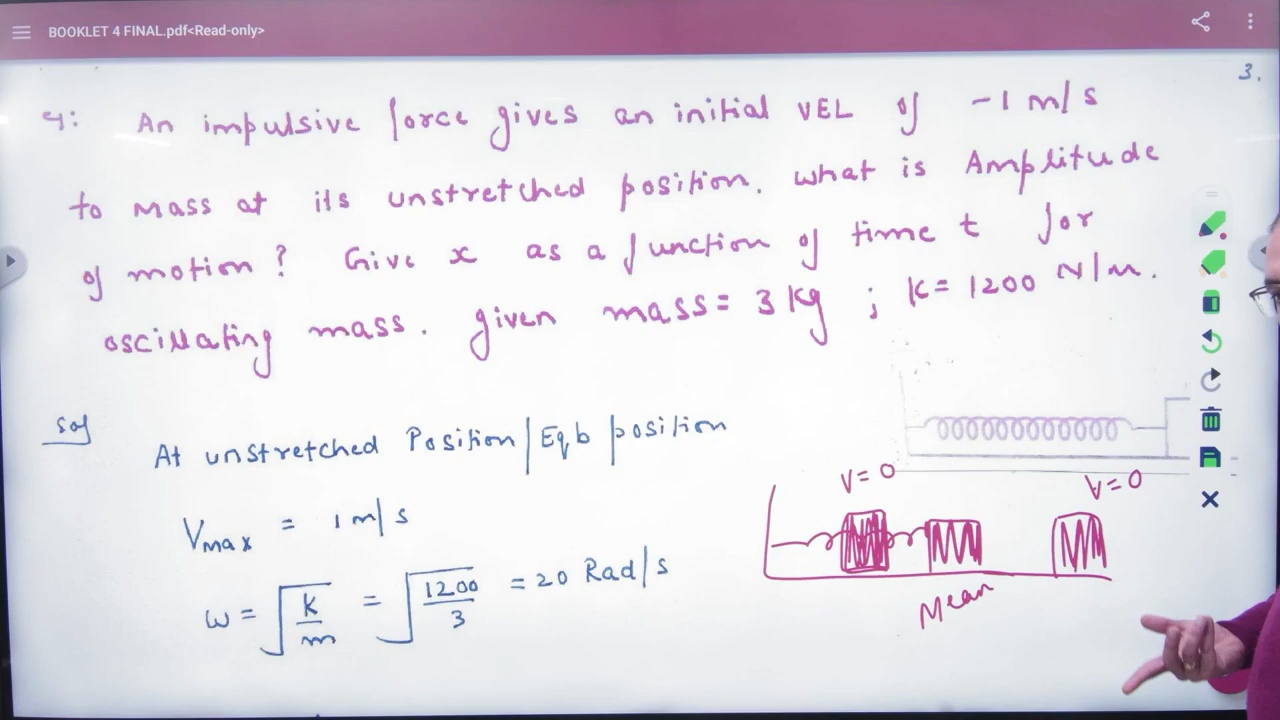 BOOKLET 4 FINAL.pdf<Read-only>
3.
4: An impulsive force gives an initial VEL of -1 m/s
to mass at its unstretched position. what is Amplitude
of motion? Give x as a function of time t for
oscillating mass. given mass = 3 kg ; K = 1200 N/m.
Sol
At unstretched Position/Eqb position
Vmax = 1 m/s
ω = √(K/m) = √(1200/3) = 20 Rad/s
V = 0
V = 0
Mean